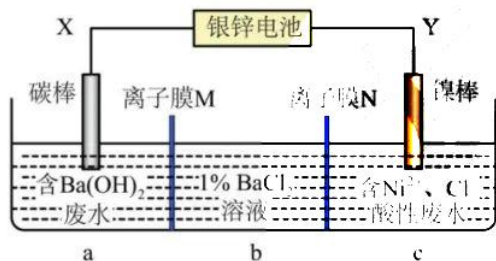 X 银锌电池 Y
碳棒 离子膜M 离子膜N 镍棒
含Ba(OH)₂ 1% BaCl₂ 含Ni²⁺、Cl⁻
废水 溶液 酸性废水
a b c